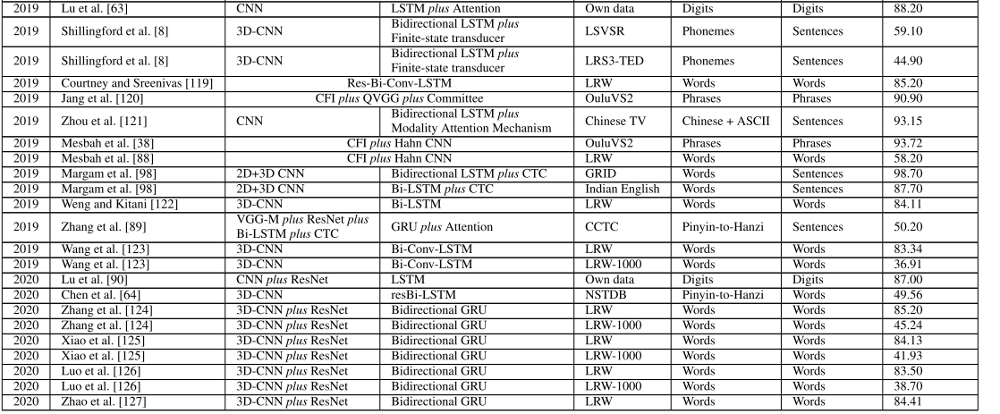 2019 Lu et al. [63] CNN LSTM plus Attention Own data Digits Digits 88.20
2019 Shillingford et al. [8] 3D-CNN Bidirectional LSTM plus Finite-state transducer LSVSR Phonemes Sentences 59.10
2019 Shillingford et al. [8] 3D-CNN Bidirectional LSTM plus Finite-state transducer LRS3-TED Phonemes Sentences 44.90
2019 Courtney and Sreenivas [119] Res-Bi-Conv-LSTM LRW Words Words 85.20
2019 Jang et al. [120] CFI plus QVGG plus Committee OuluVS2 Phrases Phrases 90.90
2019 Zhou et al. [121] CNN Bidirectional LSTM plus Modality Attention Mechanism Chinese TV Chinese + ASCII Sentences 93.15
2019 Mesbah et al. [38] CFI plus Hahn CNN OuluVS2 Phrases Phrases 93.72
2019 Mesbah et al. [88] CFI plus Hahn CNN LRW Words Words 58.20
2019 Margam et al. [98] 2D+3D CNN Bidirectional LSTM plus CTC GRID Words Sentences 98.70
2019 Margam et al. [98] 2D+3D CNN Bi-LSTM plus CTC Indian English Words Sentences 87.70
2019 Weng and Kitani [122] 3D-CNN Bi-LSTM LRW Words Words 84.11
2019 Zhang et al. [89] VGG-M plus ResNet plus Bi-LSTM plus CTC GRU plus Attention CCTC Pinyin-to-Hanzi Sentences 50.20
2019 Wang et al. [123] 3D-CNN Bi-Conv-LSTM LRW Words Words 83.34
2019 Wang et al. [123] 3D-CNN Bi-Conv-LSTM LRW-1000 Words Words 36.91
2020 Lu et al. [90] CNN plus ResNet LSTM Own data Digits Digits 87.00
2020 Chen et al. [64] 3D-CNN resBi-LSTM NSTDB Pinyin-to-Hanzi Words 49.56
2020 Zhang et al. [124] 3D-CNN plus ResNet Bidirectional GRU LRW Words Words 85.20
2020 Zhang et al. [124] 3D-CNN plus ResNet Bidirectional GRU LRW-1000 Words Words 45.24
2020 Xiao et al. [125] 3D-CNN plus ResNet Bidirectional GRU LRW Words Words 84.13
2020 Xiao et al. [125] 3D-CNN plus ResNet Bidirectional GRU LRW-1000 Words Words 41.93
2020 Luo et al. [126] 3D-CNN plus ResNet Bidirectional GRU LRW Words Words 83.50
2020 Luo et al. [126] 3D-CNN plus ResNet Bidirectional GRU LRW-1000 Words Words 38.70
2020 Zhao et al. [127] 3D-CNN plus ResNet Bidirectional GRU LRW Words Words 84.41